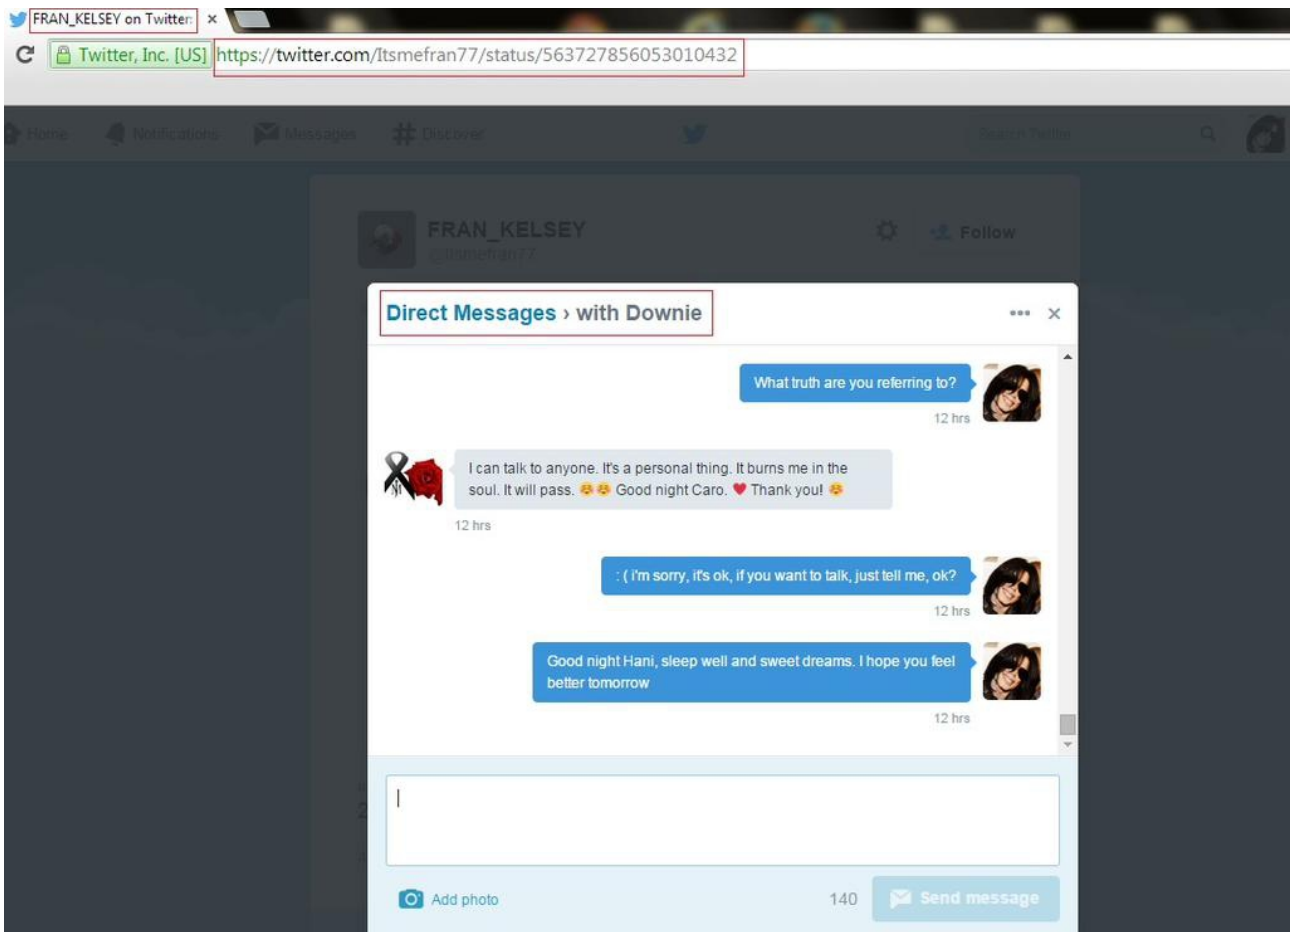 FRAN_KELSEY on Twitter:
Twitter, Inc. [US] https://twitter.com/Itsmefran77/status/563727856053010432
Home Notifications Messages Discover Search Twitter
FRAN_KELSEY Follow
@Itsmefran77
Direct Messages › with Downie
What truth are you referring to?
12 hrs
I can talk to anyone. It's a personal thing. It burns me in the
soul. It will pass. Good night Caro. ❤ Thank you!
12 hrs
: ( i'm sorry, it's ok, if you want to talk, just tell me, ok?
12 hrs
Good night Hani, sleep well and sweet dreams. I hope you feel
better tomorrow
12 hrs
Add photo 140 Send message